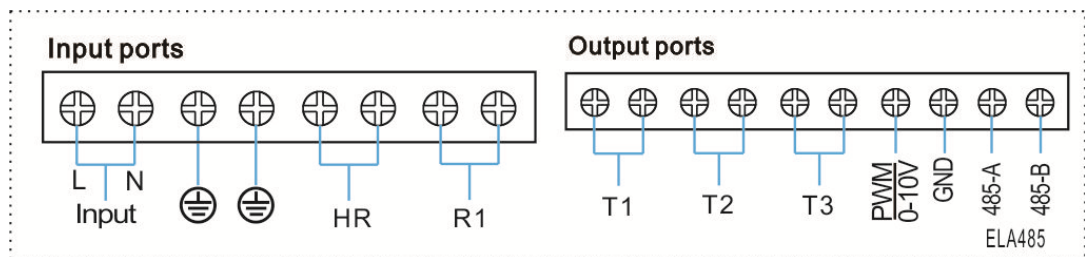 Input ports
L N
Input
HR
R1
Output ports
T1
T2
T3
PWM
0-10V
GND
485-A
485-B
ELA485